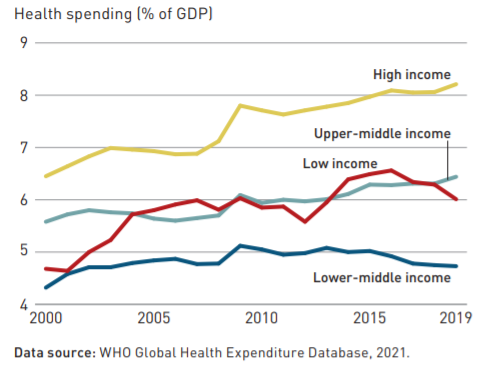 Health spending (% of GDP)
9
High income
8
Upper-middle income
7
Low income
6
5
Lower-middle income
4
2000 2005 2010 2015 2019
Data source: WHO Global Health Expenditure Database, 2021.